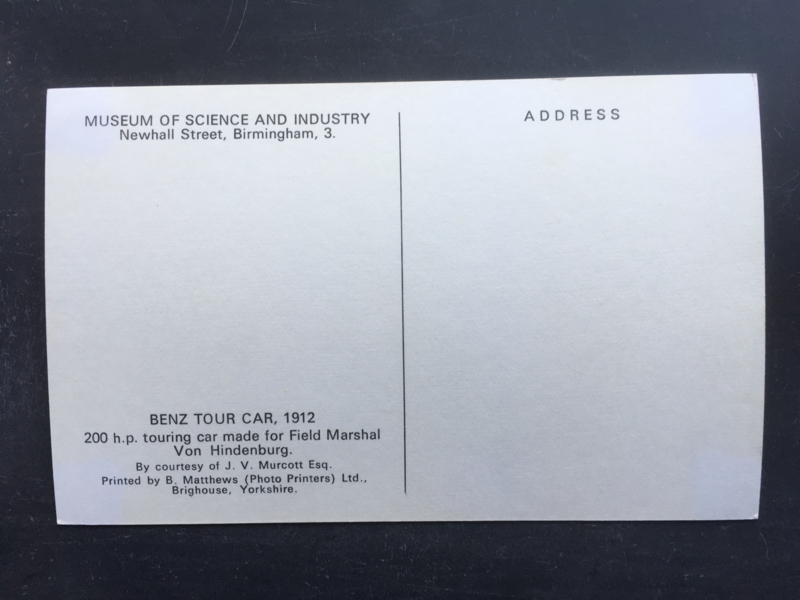 MUSEUM OF SCIENCE AND INDUSTRY
Newhall Street, Birmingham, 3.
ADDRESS
BENZ TOUR CAR, 1912
200 h.p. touring car made for Field Marshal
Von Hindenburg.
By courtesy of J. V. Murcott Esq.
Printed by B. Matthews (Photo Printers) Ltd.,
Brighouse, Yorkshire.